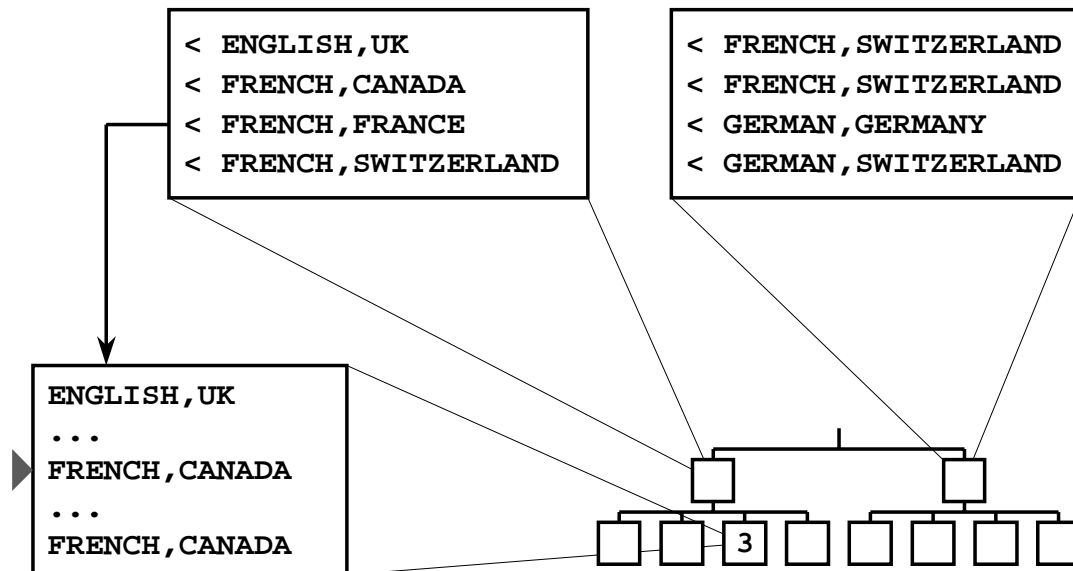 < ENGLISH,UK
< FRENCH,CANADA
< FRENCH,FRANCE
< FRENCH,SWITZERLAND
< FRENCH,SWITZERLAND
< FRENCH,SWITZERLAND
< GERMAN,GERMANY
< GERMAN,SWITZERLAND
ENGLISH,UK
...
FRENCH,CANADA
...
FRENCH,CANADA
3